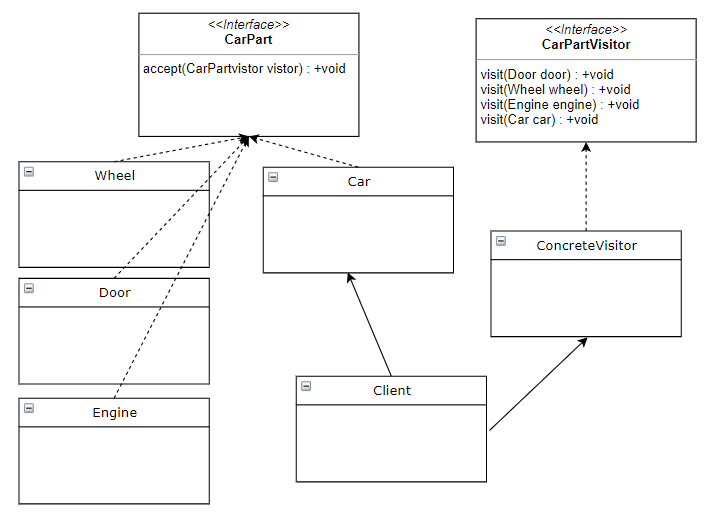 <<Interface>>
CarPart
accept(CarPartvistor vistor) : +void
<<Interface>>
CarPartVisitor
visit(Door door) : +void
visit(Wheel wheel) : +void
visit(Engine engine) : +void
visit(Car car) : +void
Wheel
Car
ConcreteVisitor
Door
Client
Engine